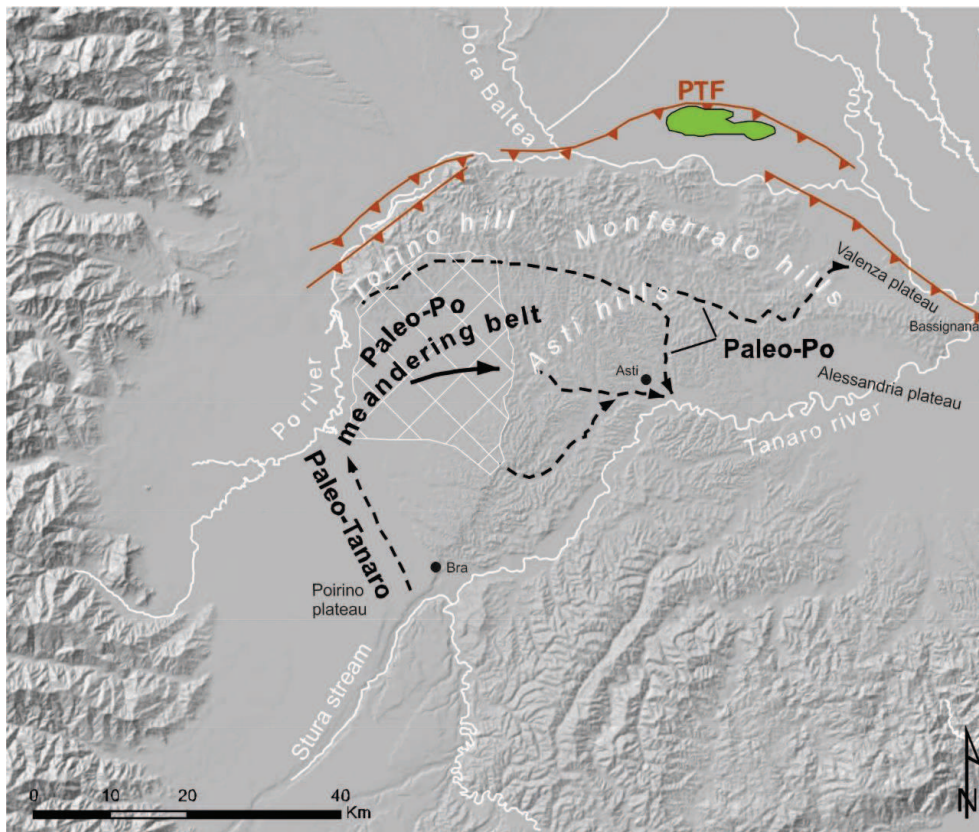 Dora Baltea
PTF
Torino hill
Monferrato hills
Valenza plateau
Paleo-Po
meandering belt
Asti hills
Bassignana
Paleo-Po
Asti
Alessandria plateau
Po river
Tanaro river
Paleo-Tanaro
Bra
Poirino
plateau
Stura stream
0 10 20 40
Km
N